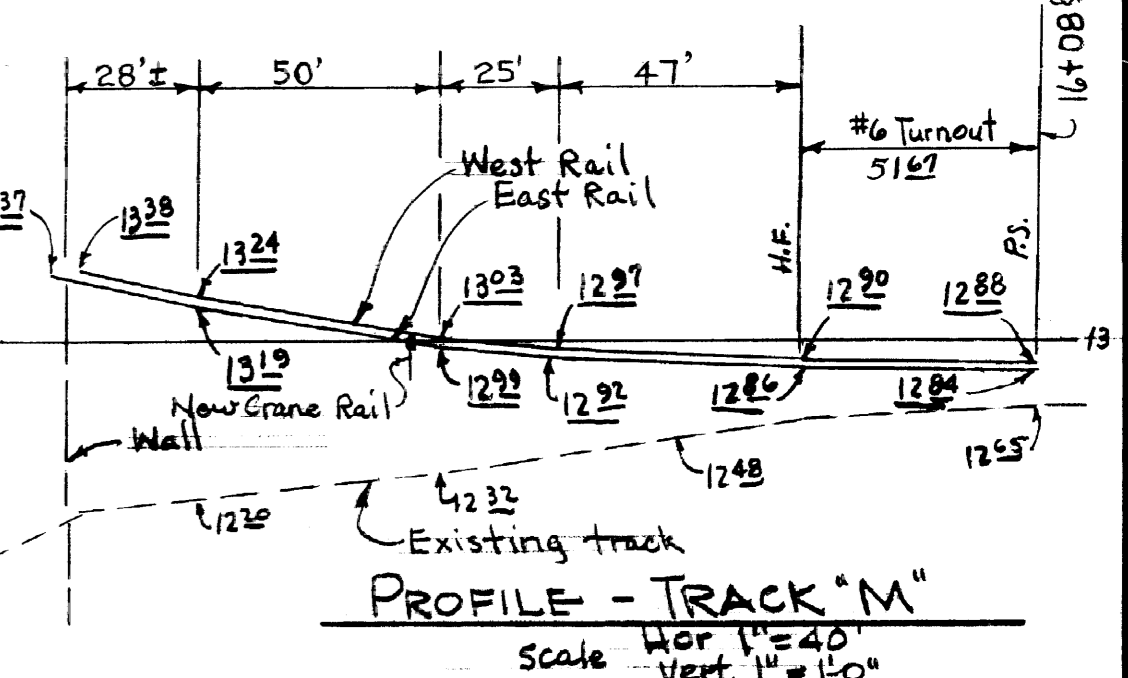 16+08
28'± 50' 25' 47'
#6 Turnout
51 67
West Rail
East Rail
H.F.
P.S.
37
13 38
13 24
13 03
12 97
12 90
12 88
13
13 19
12 99
12 92
12 86
12 84
New Crane Rail
Wall
12 65
12 48
12 32
12 20
Existing track
PROFILE - TRACK "M"
Scale Hor 1" = 40'
Vert 1" = 1'0"